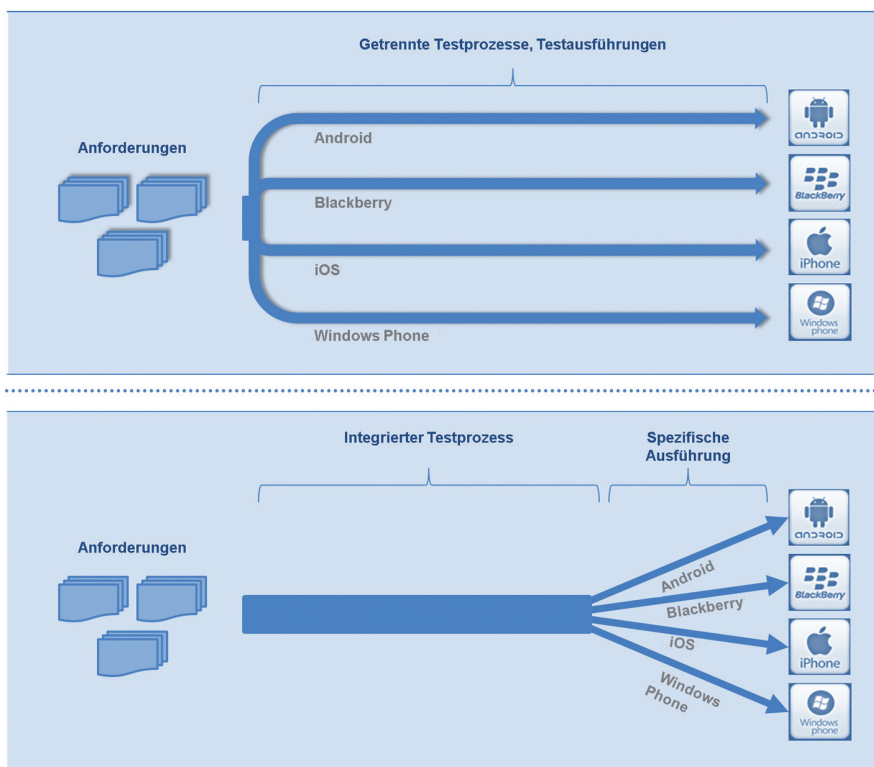 Getrennte Testprozesse, Testausführungen
Anforderungen
Android
Blackberry
iOS
Windows Phone
android
BlackBerry
iPhone
Windows
phone
Integrierter Testprozess
Spezifische
Ausführung
Anforderungen
Android
Blackberry
iOS
Windows
Phone
android
BlackBerry
iPhone
Windows
phone